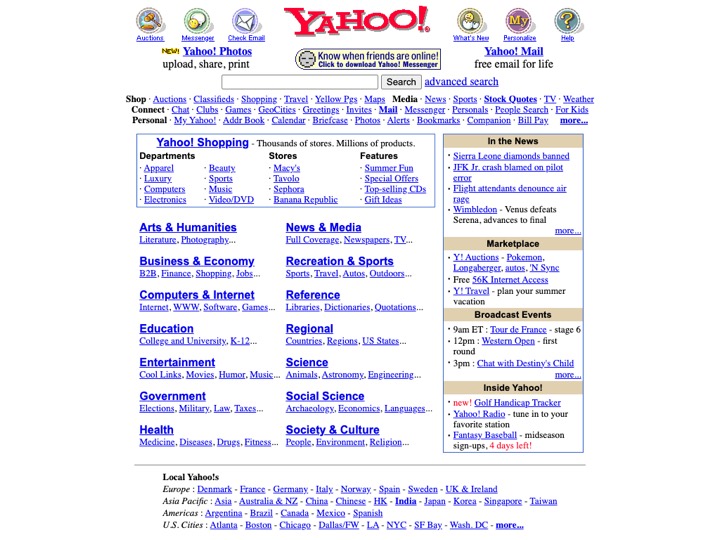 YAHOO!
Auctions Messenger Check Email What's New Personalize Help
My
NEW! Yahoo! Photos
upload, share, print
Know when friends are online!
Click to download Yahoo! Messenger
Yahoo! Mail
free email for life
Search advanced search
Shop · Auctions · Classifieds · Shopping · Travel · Yellow Pgs · Maps Media · News · Sports · Stock Quotes · TV · Weather
Connect · Chat · Clubs · Games · GeoCities · Greetings · Invites · Mail · Messenger · Personals · People Search · For Kids
Personal · My Yahoo! · Addr Book · Calendar · Briefcase · Photos · Alerts · Bookmarks · Companion · Bill Pay more...
Yahoo! Shopping - Thousands of stores. Millions of products.
Departments Stores Features
· Apparel · Beauty · Macy's · Summer Fun
· Luxury · Sports · Tavolo · Special Offers
· Computers · Music · Sephora · Top-selling CDs
· Electronics · Video/DVD · Banana Republic · Gift Ideas
Arts & Humanities
Literature, Photography...
News & Media
Full Coverage, Newspapers, TV...
Business & Economy
B2B, Finance, Shopping, Jobs...
Recreation & Sports
Sports, Travel, Autos, Outdoors...
Computers & Internet
Internet, WWW, Software, Games...
Reference
Libraries, Dictionaries, Quotations...
Education
College and University, K-12...
Regional
Countries, Regions, US States...
Entertainment
Cool Links, Movies, Humor, Music...
Science
Animals, Astronomy, Engineering...
Government
Elections, Military, Law, Taxes...
Social Science
Archaeology, Economics, Languages...
Health
Medicine, Diseases, Drugs, Fitness...
Society & Culture
People, Environment, Religion...
In the News
· Sierra Leone diamonds banned
· JFK Jr. crash blamed on pilot
error
· Flight attendants denounce air
rage
· Wimbledon - Venus defeats
Serena, advances to final
more...
Marketplace
· Y! Auctions - Pokemon,
Longaberger, autos, 'N Sync
· Free 56K Internet Access
· Y! Travel - plan your summer
vacation
Broadcast Events
· 9am ET : Tour de France - stage 6
· 12pm : Western Open - first
round
· 3pm : Chat with Destiny's Child
more...
Inside Yahoo!
· new! Golf Handicap Tracker
· Yahoo! Radio - tune in to your
favorite station
· Fantasy Baseball - midseason
sign-ups, 4 days left!
Local Yahoo!s
Europe : Denmark - France - Germany - Italy - Norway - Spain - Sweden - UK & Ireland
Asia Pacific : Asia - Australia & NZ - China - Chinese - HK - India - Japan - Korea - Singapore - Taiwan
Americas : Argentina - Brazil - Canada - Mexico - Spanish
U.S. Cities : Atlanta - Boston - Chicago - Dallas/FW - LA - NYC - SF Bay - Wash. DC - more...